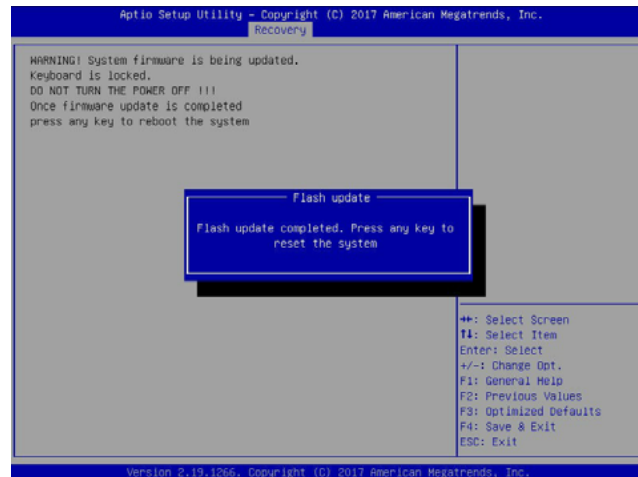 Aptio Setup Utility – Copyright (C) 2017 American Megatrends, Inc.
Recovery
WARNING! System firmware is being updated.
Keyboard is locked.
DO NOT TURN THE POWER OFF !!!
Once firmware update is completed
press any key to reboot the system
Flash update
Flash update completed. Press any key to
reset the system
→←: Select Screen
↑↓: Select Item
Enter: Select
+/-: Change Opt.
F1: General Help
F2: Previous Values
F3: Optimized Defaults
F4: Save & Exit
ESC: Exit
Version 2.19.1266. Copyright (C) 2017 American Megatrends, Inc.